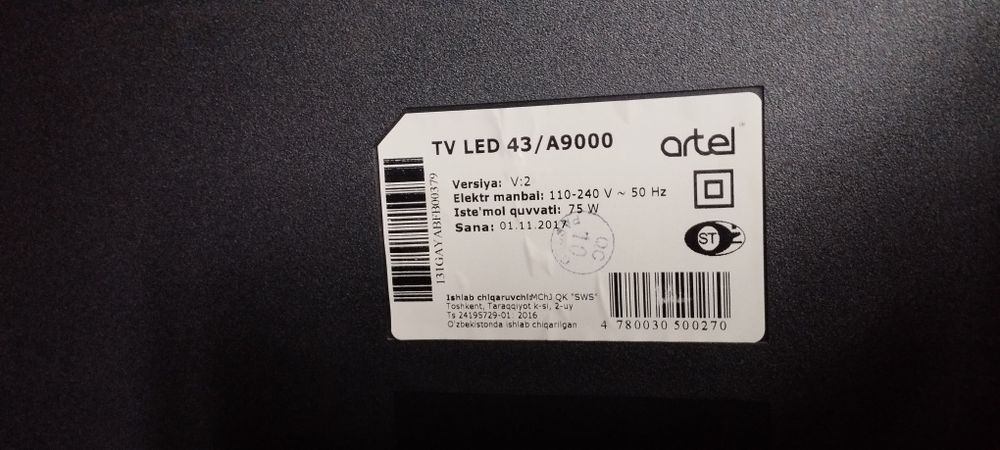 TV LED 43/A9000
artel
Versiya: V:2
Elektr manbai: 110-240 V ~ 50 Hz
Iste'mol quvvati: 75 W
Sana: 01.11.2017
QC
10
ST
131GAYABFB00379
Ishlab chiqaruvchi:MChJ QK "SWS"
Toshkent, Taraqqiyot k-si, 2-uy
Ts 24195729-01: 2016
O'zbekistonda ishlab chiqarilgan
4 780030 500270